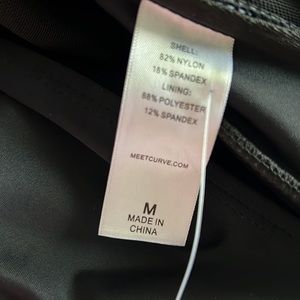 SHELL:
82% NYLON
18% SPANDEX
LINING:
88% POLYESTER
12% SPANDEX
MEETCURVE.COM
M
MADE IN
CHINA